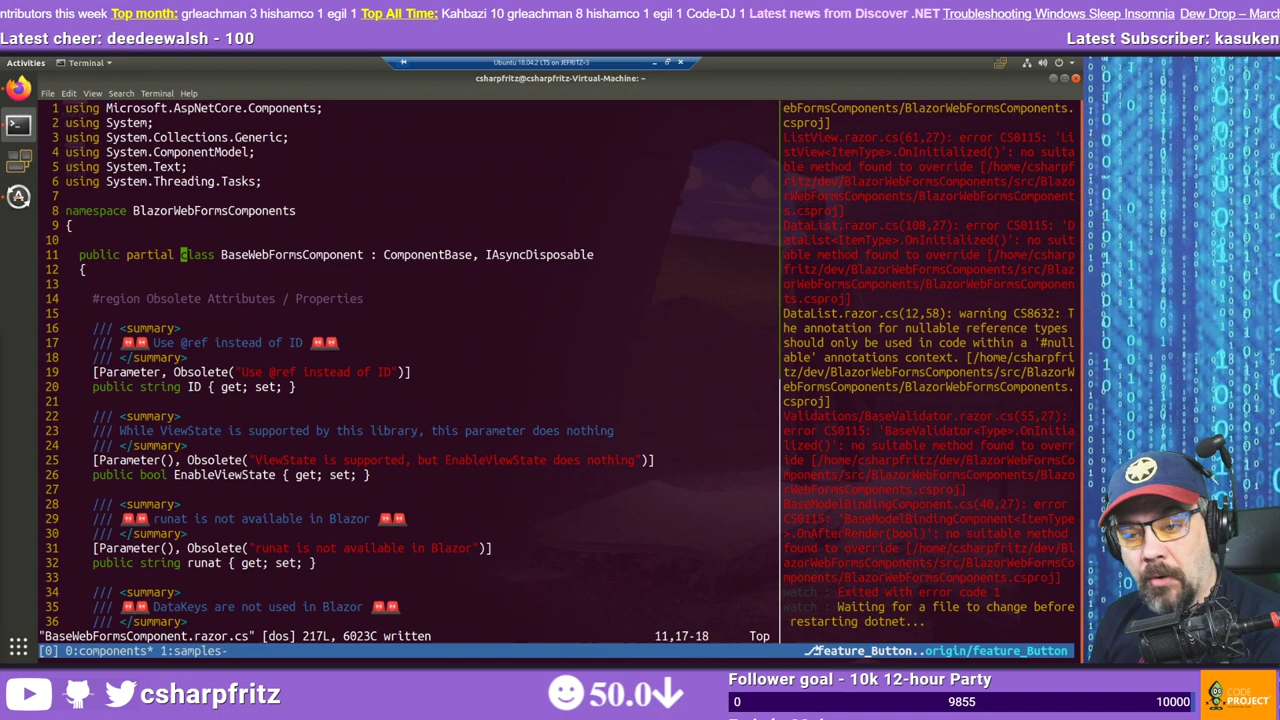 ntributors this week Top month: grleachman 3 hishamco 1 egil 1 Top All Time: Kahbazi 10 grleachman 8 hishamco 1 egil 1 Code-DJ 1 Latest news from Discover .NET Troubleshooting Windows Sleep Insomnia Dew Drop – March
Latest cheer: deedeewalsh - 100
Latest Subscriber: kasuken
Activities
Terminal
Ubuntu 18.04.2 LTS on JEFRITZ-3
csharpfritz@csharpfritz-Virtual-Machine: ~
File Edit View Search Terminal Help
1 using Microsoft.AspNetCore.Components;
2 using System;
3 using System.Collections.Generic;
4 using System.ComponentModel;
5 using System.Text;
6 using System.Threading.Tasks;
7
8 namespace BlazorWebFormsComponents
9 {
10
11 public partial class BaseWebFormsComponent : ComponentBase, IAsyncDisposable
12 {
13
14 #region Obsolete Attributes / Properties
15
16 /// <summary>
17 /// 🚨🚨 Use @ref instead of ID 🚨🚨
18 /// </summary>
19 [Parameter, Obsolete("Use @ref instead of ID")]
20 public string ID { get; set; }
21
22 /// <summary>
23 /// While ViewState is supported by this library, this parameter does nothing
24 /// </summary>
25 [Parameter(), Obsolete("ViewState is supported, but EnableViewState does nothing")]
26 public bool EnableViewState { get; set; }
27
28 /// <summary>
29 /// 🚨🚨 runat is not available in Blazor 🚨🚨
30 /// </summary>
31 [Parameter(), Obsolete("runat is not available in Blazor")]
32 public string runat { get; set; }
33
34 /// <summary>
35 /// 🚨🚨 DataKeys are not used in Blazor 🚨🚨
36 /// </summary>
"BaseWebFormsComponent.razor.cs" [dos] 217L, 6023C written
11,17-18
Top
ebFormsComponents/BlazorWebFormsComponents.
csproj]
ListView.razor.cs(61,27): error CS0115: 'Li
stView<ItemType>.OnInitialized()': no suita
ble method found to override [/home/csharpf
ritz/dev/BlazorWebFormsComponents/src/Blazo
rWebFormsComponents/BlazorWebFormsComponent
s.csproj]
DataList.razor.cs(108,27): error CS0115: 'D
ataList<ItemType>.OnInitialized()': no suit
able method found to override [/home/csharp
fritz/dev/BlazorWebFormsComponents/src/Blaz
orWebFormsComponents/BlazorWebFormsComponen
ts.csproj]
DataList.razor.cs(12,58): warning CS8632: T
he annotation for nullable reference types
should only be used in code within a '#null
able' annotations context. [/home/csharpfri
tz/dev/BlazorWebFormsComponents/src/BlazorW
ebFormsComponents/BlazorWebFormsComponents.
csproj]
Validations/BaseValidator.razor.cs(55,27):
error CS0115: 'BaseValidator<Type>.OnInitia
lized()': no suitable method found to overr
ide [/home/csharpfritz/dev/BlazorWebFormsCo
mponents/src/BlazorWebFormsComponents/Blazo
rWebFormsComponents.csproj]
BaseModelBindingComponent.cs(40,27): error
CS0115: 'BaseModelBindingComponent<ItemType
>.OnAfterRender(bool)': no suitable method
found to override [/home/csharpfritz/dev/Bl
azorWebFormsComponents/src/BlazorWebFormsCo
mponents/BlazorWebFormsComponents.csproj]
watch : Exited with error code 1
watch : Waiting for a file to change before
restarting dotnet...
[0] 0:components* 1:samples-
feature_Button..origin/feature_Button
csharpfritz
50.0↓
Follower goal - 10k 12-hour Party
0 9855 10000
CODE PROJECT